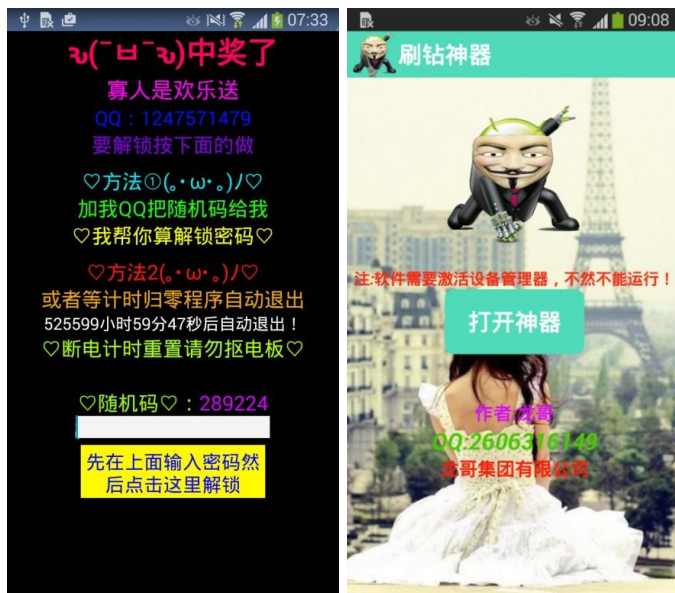 07:33
ಇ(¯ㅂ¯ಇ)中奖了
寡人是欢乐送
QQ：1247571479
要解锁按下面的做
♡方法①(｡･ω･｡)ﾉ♡
加我QQ把随机码给我
♡我帮你算解锁密码♡
♡方法2(｡･ω･｡)ﾉ♡
或者等计时归零程序自动退出
525599小时59分47秒后自动退出！
♡断电计时重置请勿抠电板♡
♡随机码♡：289224
先在上面输入密码然
后点击这里解锁
09:08
刷钻神器
注:软件需要激活设备管理器，不然不能运行！
打开神器
作者:龙哥
QQ:2606316149
龙哥集团有限公司